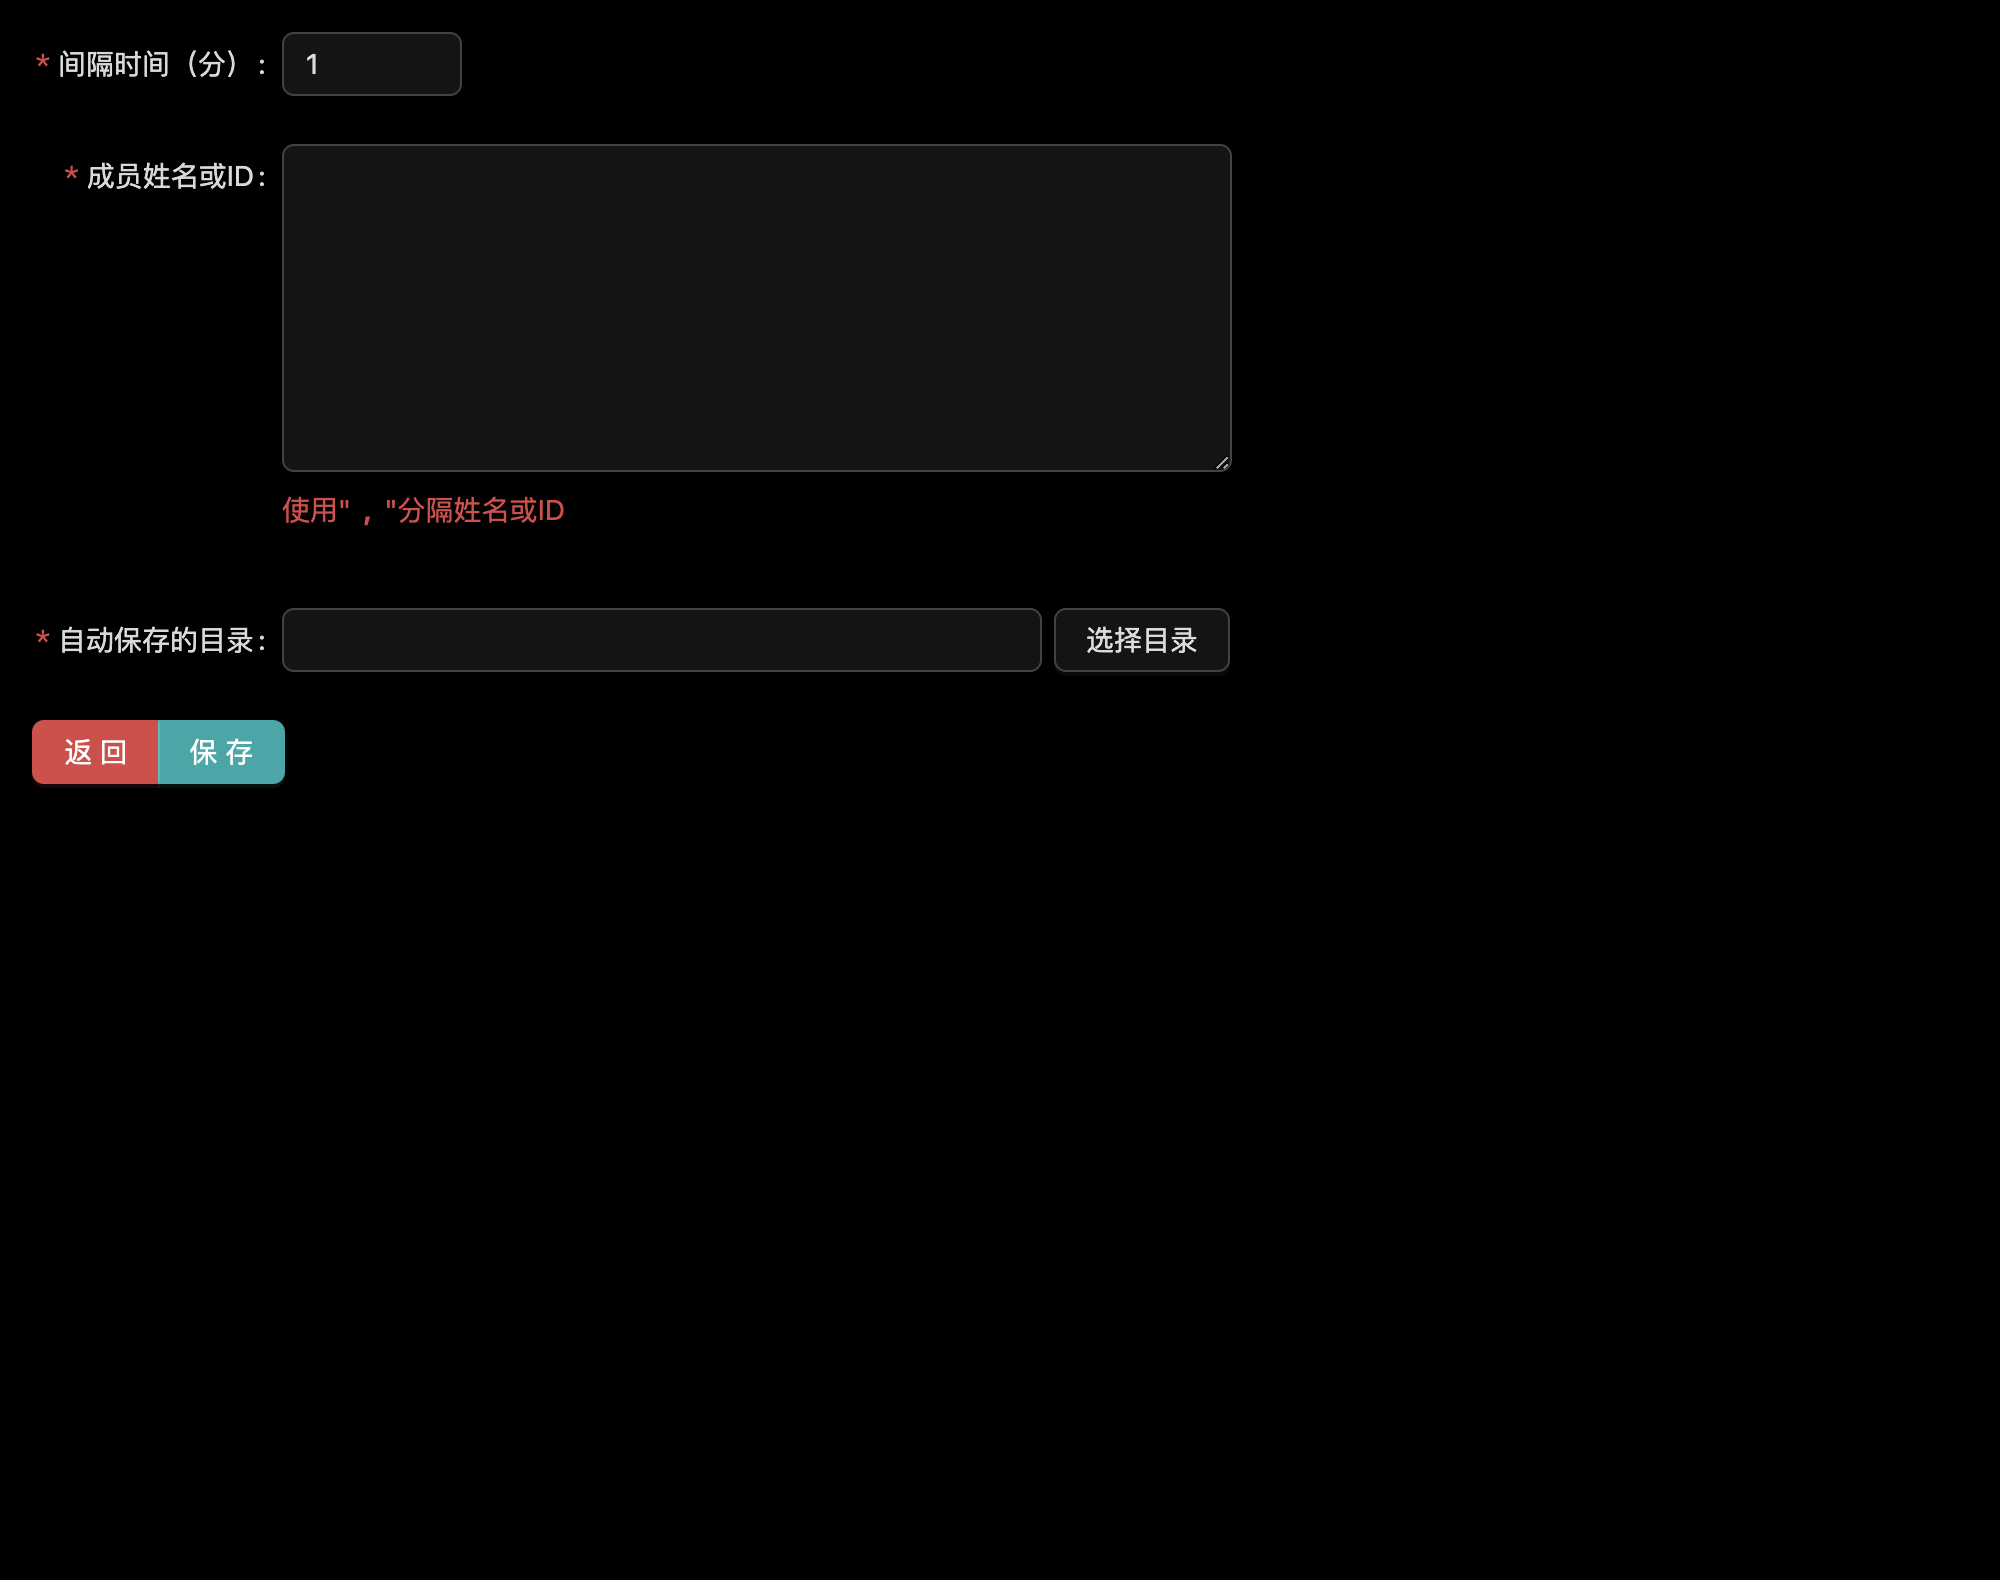 * 间隔时间（分） : 1
* 成员姓名或ID :
使用" , "分隔姓名或ID
* 自动保存的目录 : 选择目录
返 回 保 存